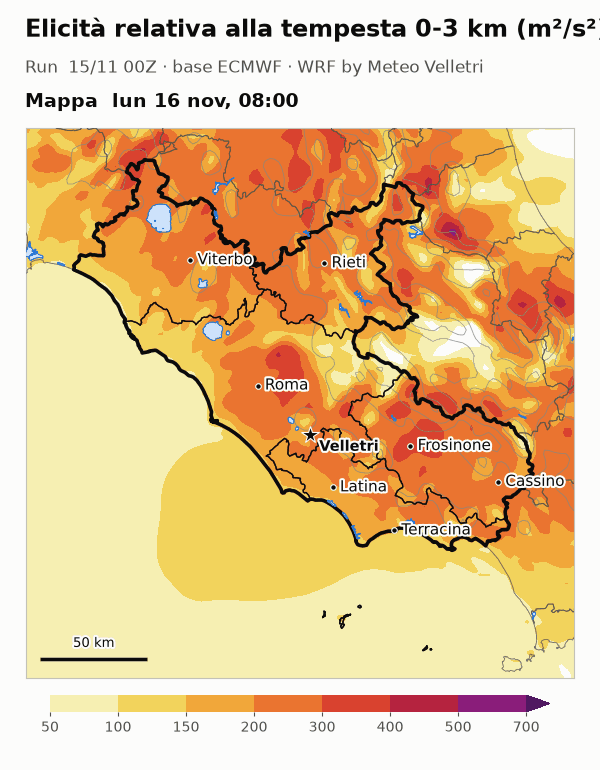 Elicità relativa alla tempesta 0-3 km (m²/s²)
Run 15/11 00Z · base ECMWF · WRF by Meteo Velletri
Mappa lun 16 nov, 08:00
Viterbo
Rieti
Roma
Velletri
Frosinone
Cassino
Latina
Terracina
50 km
50 100 150 200 300 400 500 700